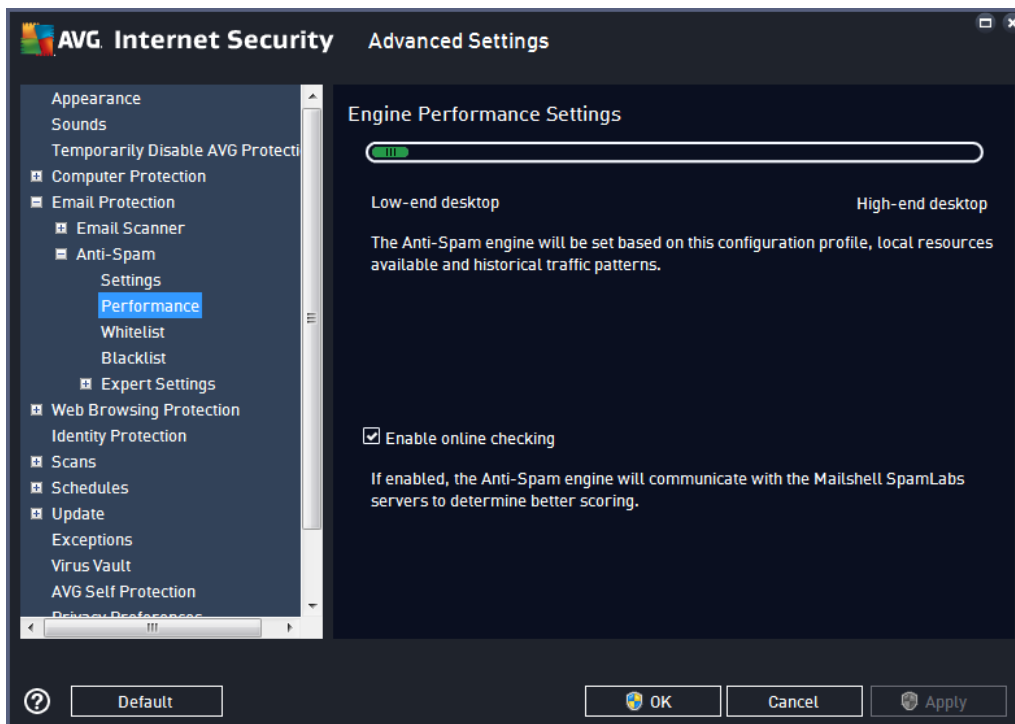 AVG. Internet Security Advanced Settings
Appearance
Sounds
Temporarily Disable AVG Protecti
Computer Protection
Email Protection
Email Scanner
Anti-Spam
Settings
Performance
Whitelist
Blacklist
Expert Settings
Web Browsing Protection
Identity Protection
Scans
Schedules
Update
Exceptions
Virus Vault
AVG Self Protection
Privacy Preferences
Engine Performance Settings
Low-end desktop High-end desktop
The Anti-Spam engine will be set based on this configuration profile, local resources
available and historical traffic patterns.
Enable online checking
If enabled, the Anti-Spam engine will communicate with the Mailshell SpamLabs
servers to determine better scoring.
? Default OK Cancel Apply